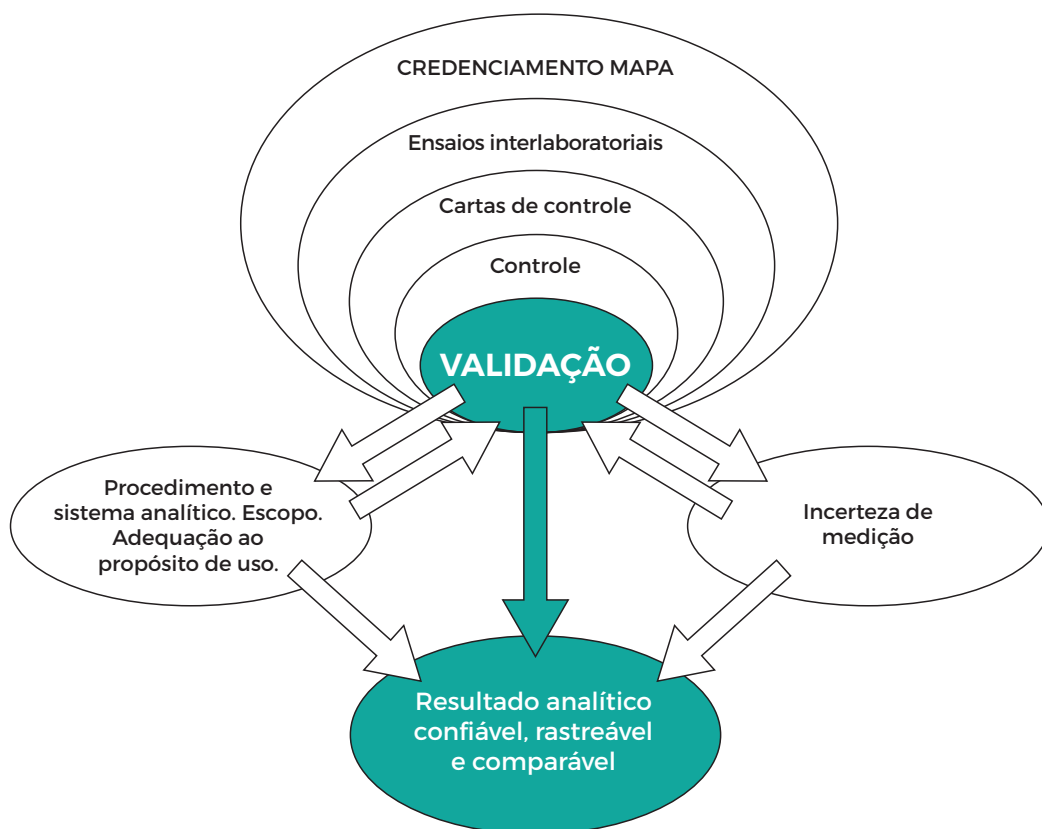 CREDENCIAMENTO MAPA
Ensaios interlaboratoriais
Cartas de controle
Controle
VALIDAÇÃO
Procedimento e
sistema analítico. Escopo.
Adequação ao
propósito de uso.
Incerteza de
medição
Resultado analítico
confiável, rastreável
e comparável